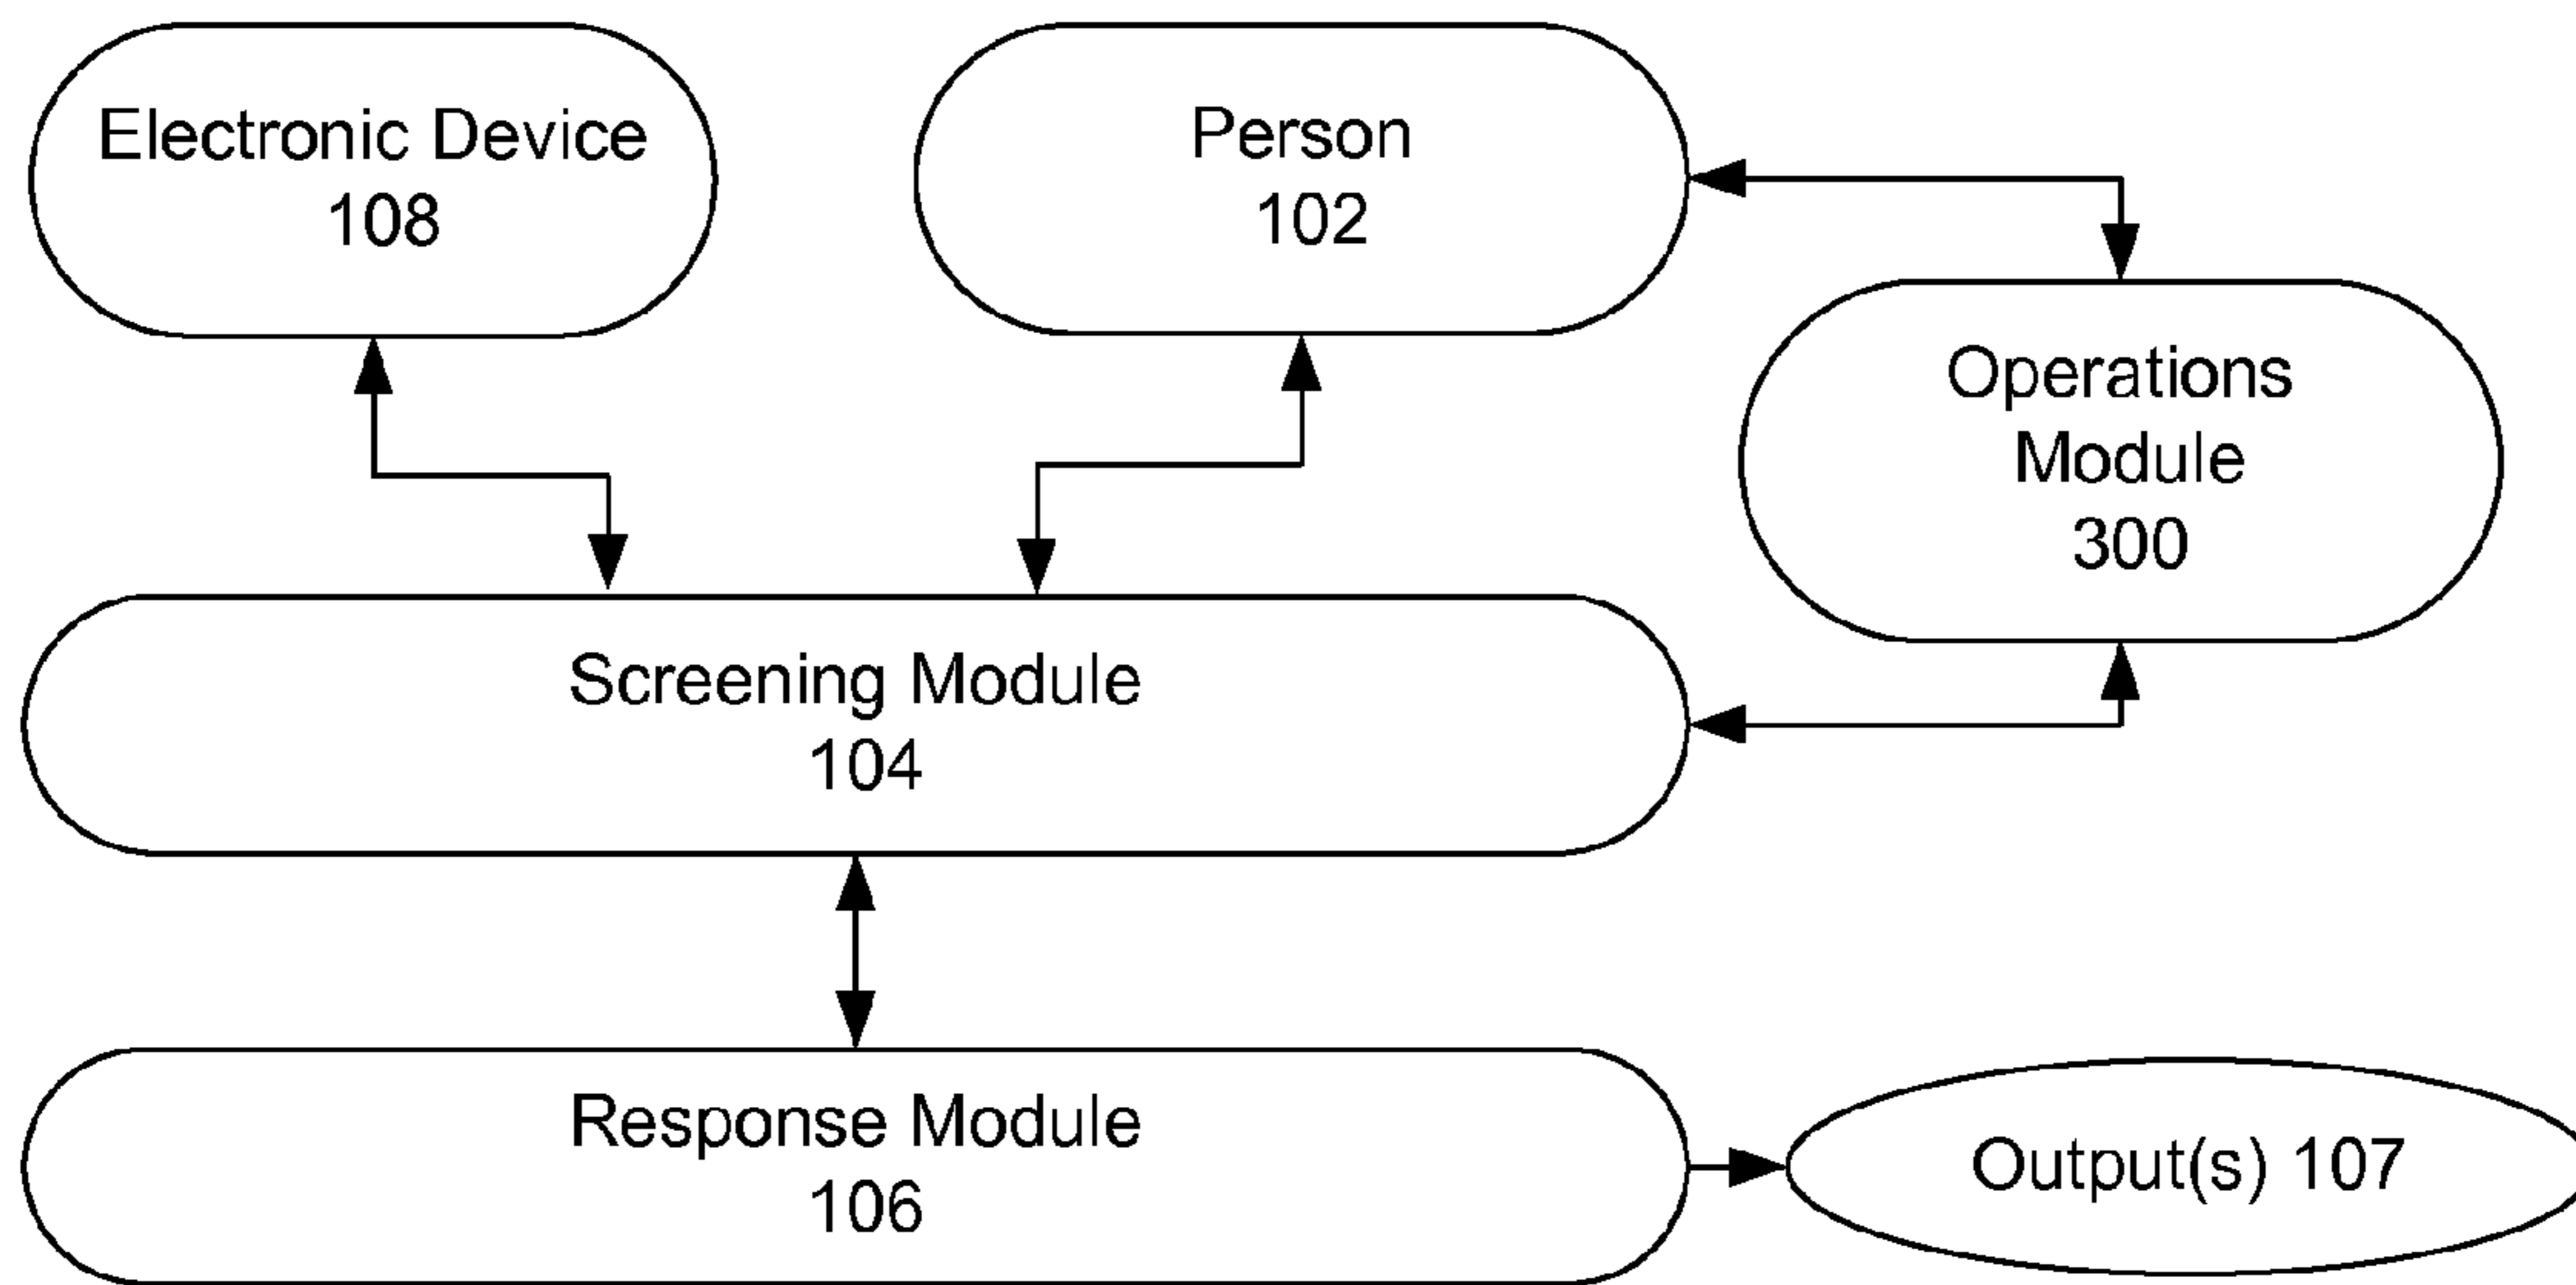 Electronic Device
108
Person
102
Operations
Module
300
Screening Module
104
Response Module
106
Output(s) 107